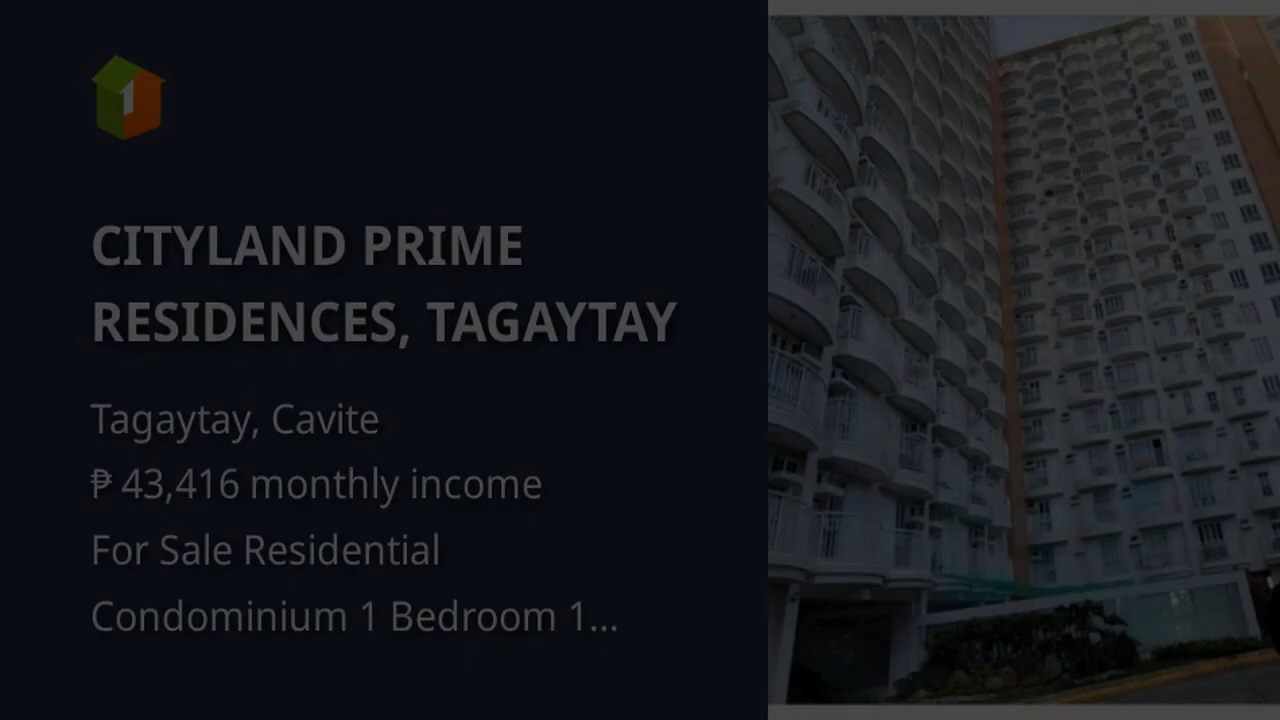 CITYLAND PRIME
RESIDENCES, TAGAYTAY
Tagaytay, Cavite
₱ 43,416 monthly income
For Sale Residential
Condominium 1 Bedroom 1...